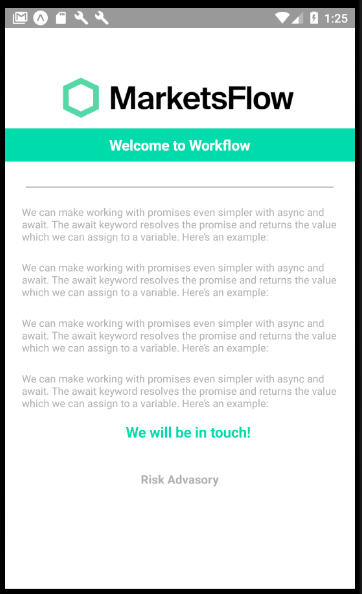 1:25
MarketsFlow
Welcome to Workflow
We can make working with promises even simpler with async and
await. The await keyword resolves the promise and returns the value
which we can assign to a variable. Here's an example:
We can make working with promises even simpler with async and
await. The await keyword resolves the promise and returns the value
which we can assign to a variable. Here's an example:
We can make working with promises even simpler with async and
await. The await keyword resolves the promise and returns the value
which we can assign to a variable. Here's an example:
We can make working with promises even simpler with async and
await. The await keyword resolves the promise and returns the value
which we can assign to a variable. Here's an example:
We will be in touch!
Risk Advasory